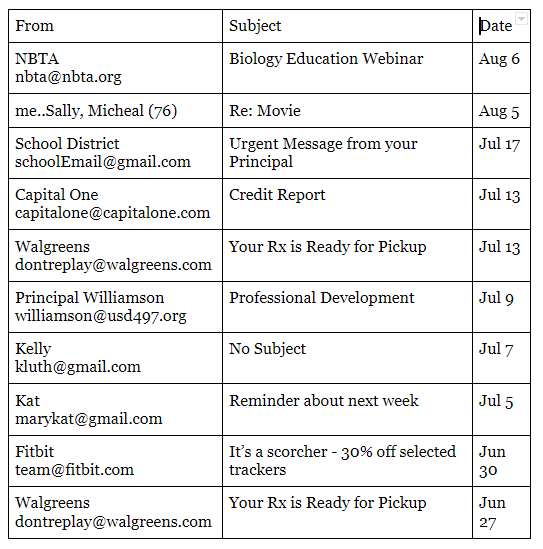 From Subject Date
NBTA Biology Education Webinar Aug 6
nbta@nbta.org
me..Sally, Micheal (76) Re: Movie Aug 5
School District Urgent Message from your Jul 17
schoolEmail@gmail.com Principal
Capital One Credit Report Jul 13
capitalone@capitalone.com
Walgreens Your Rx is Ready for Pickup Jul 13
dontreplay@walgreens.com
Principal Williamson Professional Development Jul 9
williamson@usd497.org
Kelly No Subject Jul 7
kluth@gmail.com
Kat Reminder about next week Jul 5
marykat@gmail.com
Fitbit It's a scorcher - 30% off selected Jun
team@fitbit.com trackers 30
Walgreens Your Rx is Ready for Pickup Jun
dontreplay@walgreens.com 27